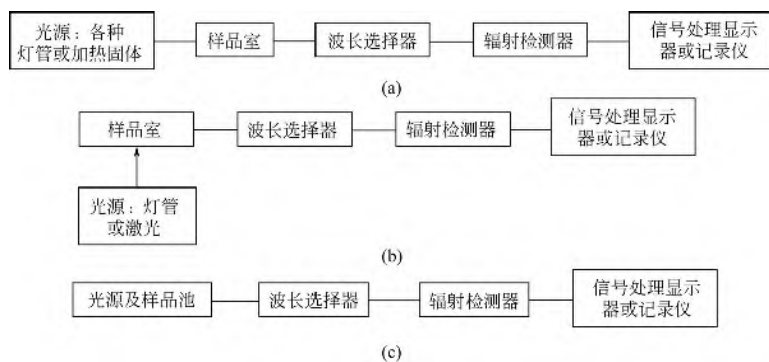 光源：各种
灯管或加热固体
样品室
波长选择器
辐射检测器
信号处理显示
器或记录仪
(a)
样品室
波长选择器
辐射检测器
信号处理显示
器或记录仪
光源：灯管
或激光
(b)
光源及样品池
波长选择器
辐射检测器
信号处理显示
器或记录仪
(c)